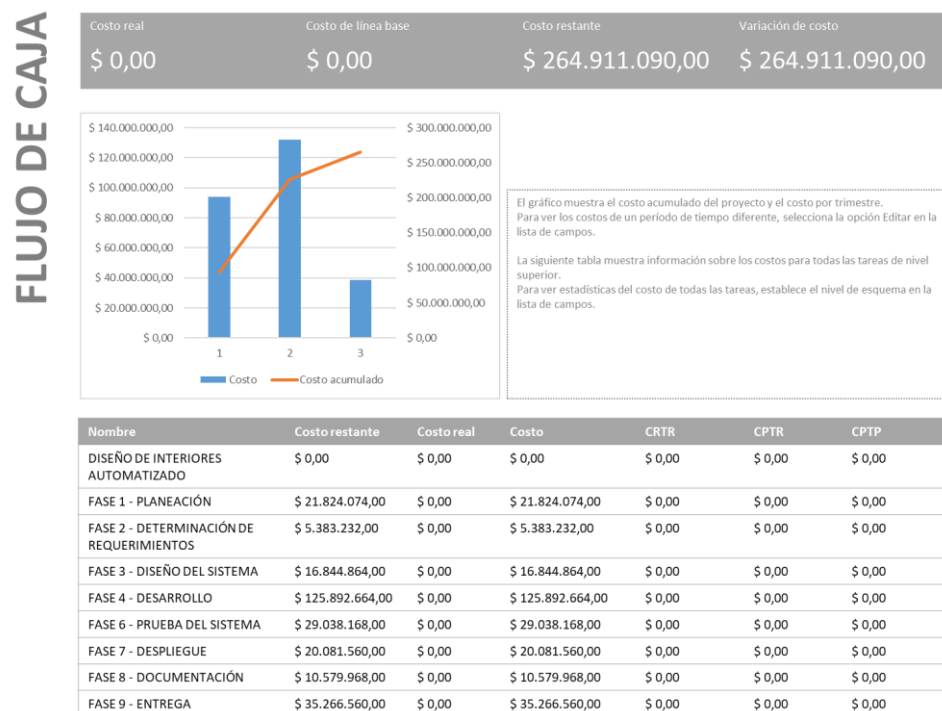 FLUJO DE CAJA
Costo real
$ 0,00
Costo de línea base
$ 0,00
Costo restante
$ 264.911.090,00
Variación de costo
$ 264.911.090,00
$ 140.000.000,00
$ 120.000.000,00
$ 100.000.000,00
$ 80.000.000,00
$ 60.000.000,00
$ 40.000.000,00
$ 20.000.000,00
$ 0,00
$ 300.000.000,00
$ 250.000.000,00
$ 200.000.000,00
$ 150.000.000,00
$ 100.000.000,00
$ 50.000.000,00
$ 0,00
1 2 3
Costo Costo acumulado
El gráfico muestra el costo acumulado del proyecto y el costo por trimestre.
Para ver los costos de un período de tiempo diferente, selecciona la opción Editar en la
lista de campos.
La siguiente tabla muestra información sobre los costos para todas las tareas de nivel
superior.
Para ver estadísticas del costo de todas las tareas, establece el nivel de esquema en la
lista de campos.
Nombre Costo restante Costo real Costo CRTR CPTR CPTP
DISEÑO DE INTERIORES $ 0,00 $ 0,00 $ 0,00 $ 0,00 $ 0,00 $ 0,00
AUTOMATIZADO
FASE 1 - PLANEACIÓN $ 21.824.074,00 $ 0,00 $ 21.824.074,00 $ 0,00 $ 0,00 $ 0,00
FASE 2 - DETERMINACIÓN DE $ 5.383.232,00 $ 0,00 $ 5.383.232,00 $ 0,00 $ 0,00 $ 0,00
REQUERIMIENTOS
FASE 3 - DISEÑO DEL SISTEMA $ 16.844.864,00 $ 0,00 $ 16.844.864,00 $ 0,00 $ 0,00 $ 0,00
FASE 4 - DESARROLLO $ 125.892.664,00 $ 0,00 $ 125.892.664,00 $ 0,00 $ 0,00 $ 0,00
FASE 6 - PRUEBA DEL SISTEMA $ 29.038.168,00 $ 0,00 $ 29.038.168,00 $ 0,00 $ 0,00 $ 0,00
FASE 7 - DESPLIEGUE $ 20.081.560,00 $ 0,00 $ 20.081.560,00 $ 0,00 $ 0,00 $ 0,00
FASE 8 - DOCUMENTACIÓN $ 10.579.968,00 $ 0,00 $ 10.579.968,00 $ 0,00 $ 0,00 $ 0,00
FASE 9 - ENTREGA $ 35.266.560,00 $ 0,00 $ 35.266.560,00 $ 0,00 $ 0,00 $ 0,00